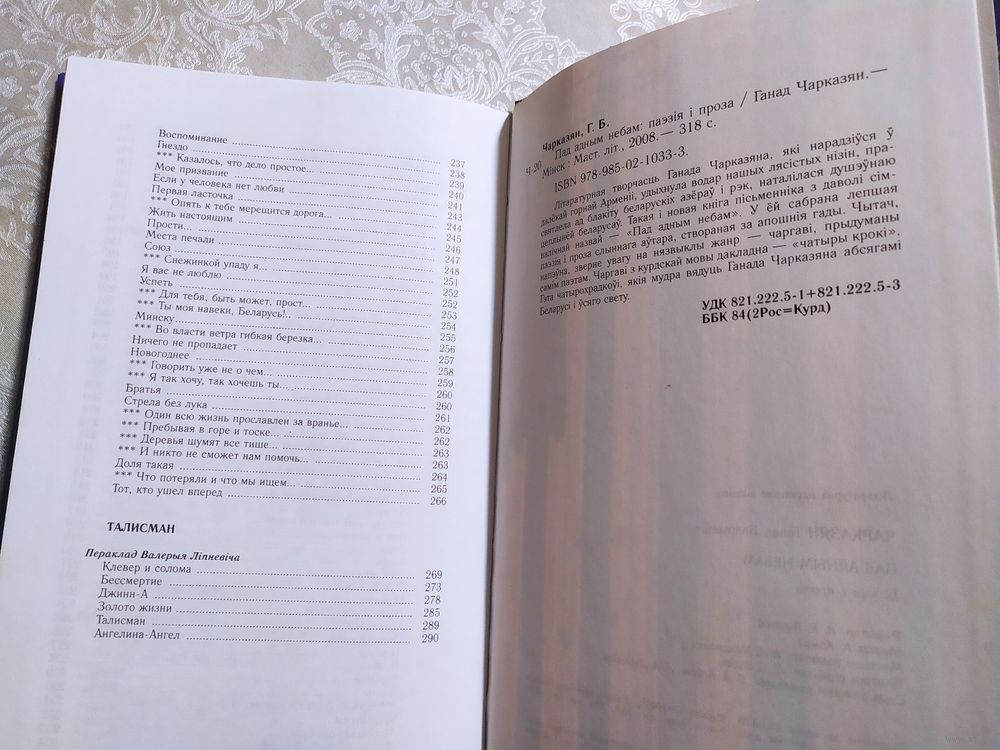 Воспоминание ........ 237
Гнездо ........ 238
*** Казалось, что дело простое... ........ 239
Мое призвание ........ 240
Если у человека нет любви ........ 241
Первая ласточка ........ 243
*** Опять к тебе мерещится дорога... ........ 244
Жить настоящим ........ 245
Прости... ........ 246
Места печали ........ 247
Союз ........ 248
*** Снежинкой упаду я... ........ 251
Я вас не люблю ........ 252
Успеть ........ 252
*** Для тебя, быть может, прост... ........ 253
*** Ты моя навеки, Беларусь!.. ........ 254
Минску ........ 255
*** Во власти ветра гибкая березка... ........ 256
Ничего не пропадает ........ 257
Новогоднее ........ 258
*** Говорить уже не о чем... ........ 259
*** Я так хочу, так хочешь ты... ........ 260
Братья ........ 260
Стрела без лука ........ 261
*** Один всю жизнь прославлен за вранье... ........ 262
*** Пребывая в горе и тоске... ........ 262
*** Деревья шумят все тише... ........ 263
*** И никто не сможет нам помочь... ........ 263
Доля такая ........ 264
*** Что потеряли и что мы ищем... ........ 265
Тот, кто ушел вперед ........ 266
ТАЛИСМАН
Пераклад Валерыя Ліпневіча
Клевер и солома ........ 269
Бессмертие ........ 273
Джинн-А ........ 278
Золото жизни ........ 285
Талисман ........ 289
Ангелина-Ангел ........ 290
Чарказян, Г. Б.
Ч-20 Пад адным небам: паэзія і проза / Ганад Чарказян.—
Мінск : Маст. літ., 2008.— 318 с.
ISBN 978-985-02-1033-3.
Літаратурная творчасць Ганада Чарказяна, які нарадзіўся ў
далёкай горнай Арменіі, удыхнула водар нашых лясістых нізін, пра-
святлела ад блакіту беларускіх азёраў і рэк, наталілася душэўнаю
цеплынёй беларусаў. Такая і новая кніга пісьменніка з даволі сім-
валічнай назвай — «Пад адным небам». У ёй сабрана лепшая
паэзія і проза слыннага аўтара, створаная за апошнія гады. Чытач,
напэўна, зверне увагу на нязвыклы жанр — чаргаві, прыдуманы
самім паэтам. Чаргаві з курдскай мовы дакладна — «чатыры крокі».
Гэта чатырохрадкоўі, якія мудра вядуць Ганада Чарказяна абсягамі
Беларусі і ўсяго свету.
УДК 821.222.5-1+821.222.5-3
ББК 84(2Рос=Курд)